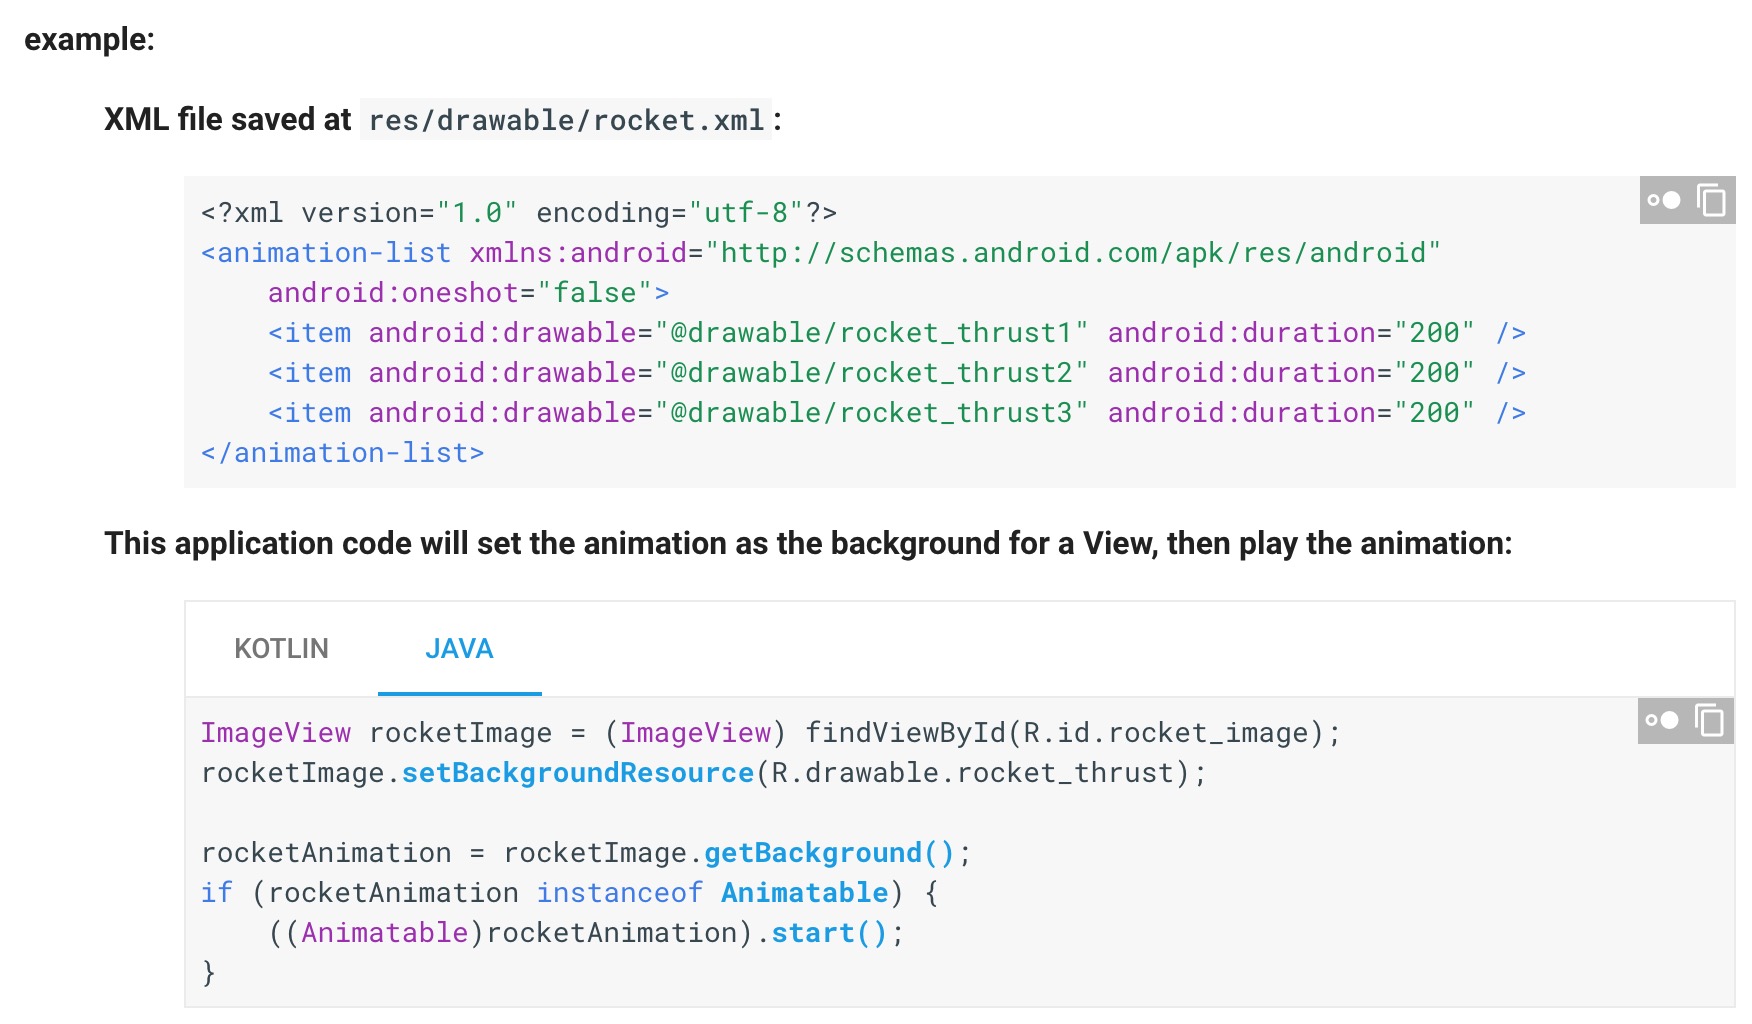 example:
XML file saved at res/drawable/rocket.xml:
<?xml version="1.0" encoding="utf-8"?>
<animation-list xmlns:android="http://schemas.android.com/apk/res/android"
    android:oneshot="false">
    <item android:drawable="@drawable/rocket_thrust1" android:duration="200" />
    <item android:drawable="@drawable/rocket_thrust2" android:duration="200" />
    <item android:drawable="@drawable/rocket_thrust3" android:duration="200" />
</animation-list>
This application code will set the animation as the background for a View, then play the animation:
KOTLIN JAVA
ImageView rocketImage = (ImageView) findViewById(R.id.rocket_image);
rocketImage.setBackgroundResource(R.drawable.rocket_thrust);
rocketAnimation = rocketImage.getBackground();
if (rocketAnimation instanceof Animatable) {
    ((Animatable)rocketAnimation).start();
}